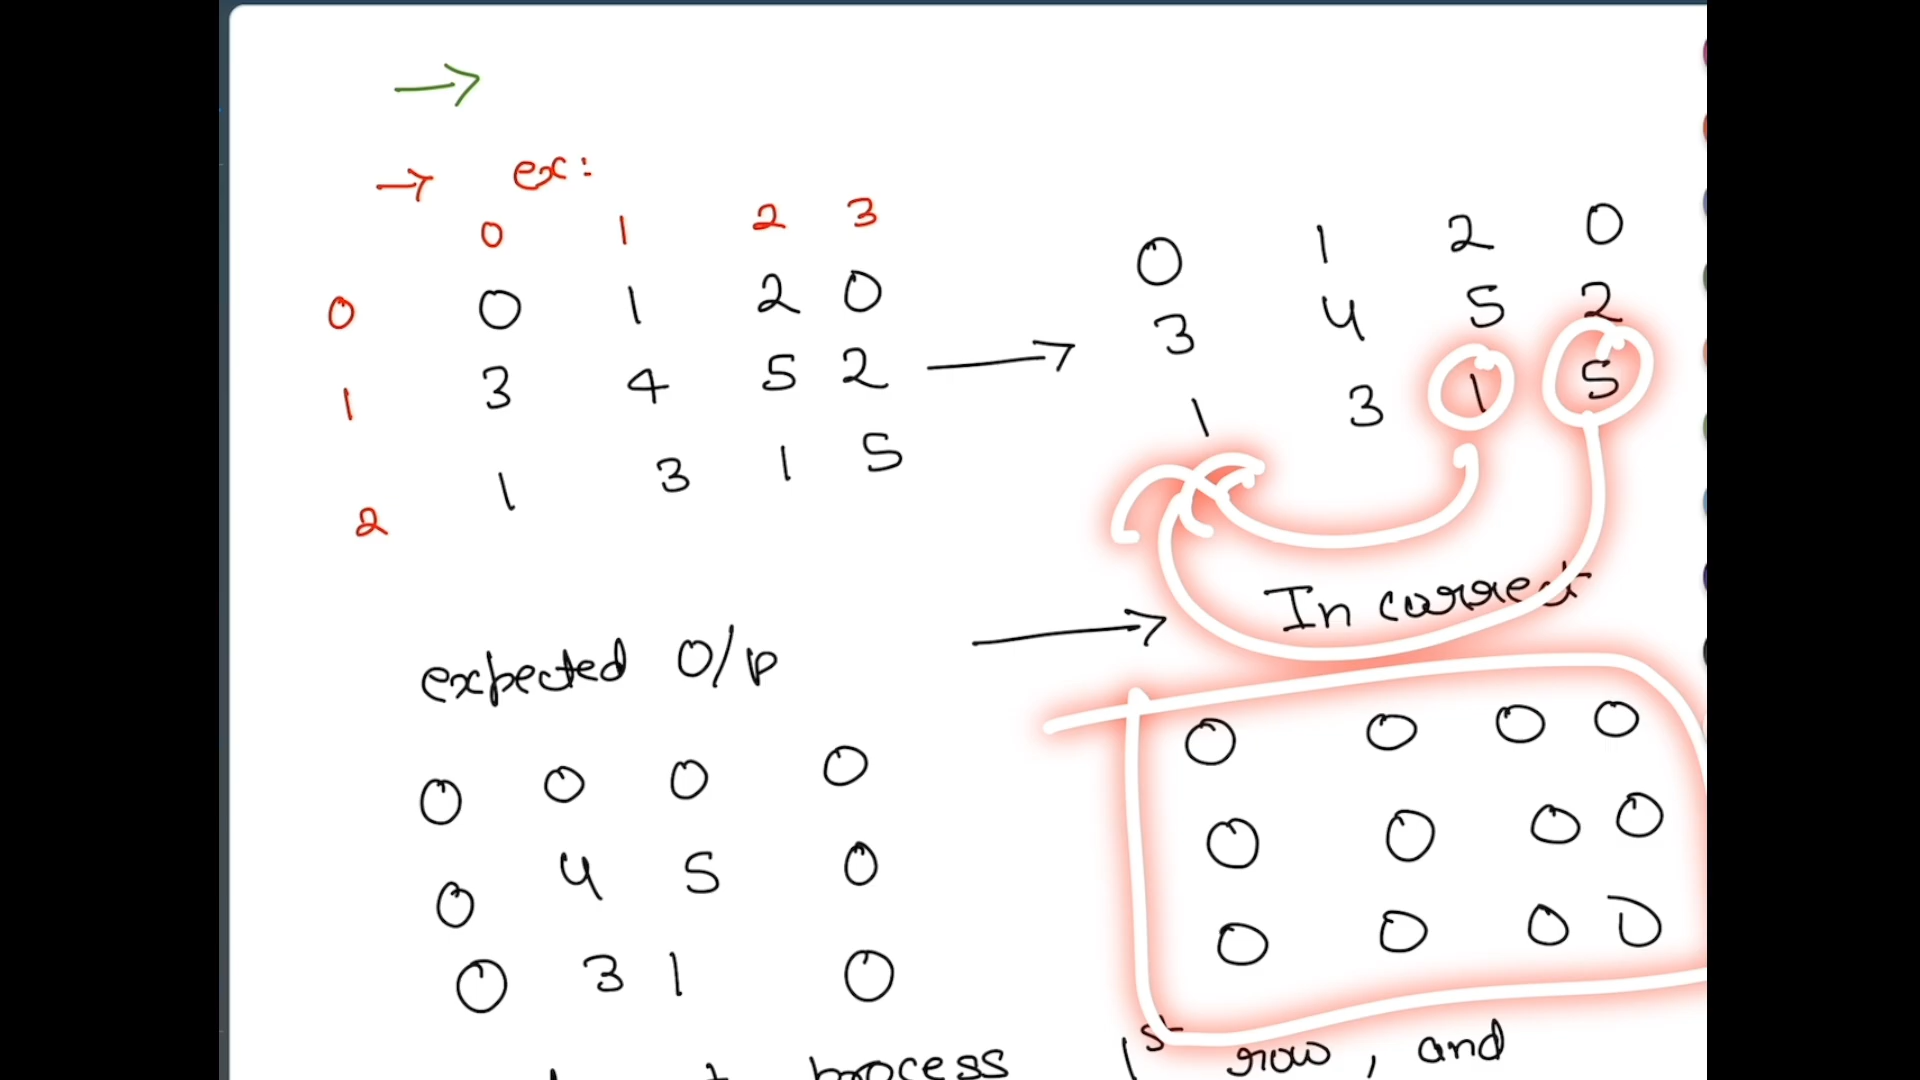 ex:
0 1 2 3
0 0 1 2 0
1 3 4 5 2
2 1 3 1 5
0 1 2 0
3 4 5 2
1 3 1 5
In correct
expected O/p
0 0 0 0
0 4 5 0
0 3 1 0
0 0 0 0
0 0 0 0
0 0 0 0
process 1st row, and